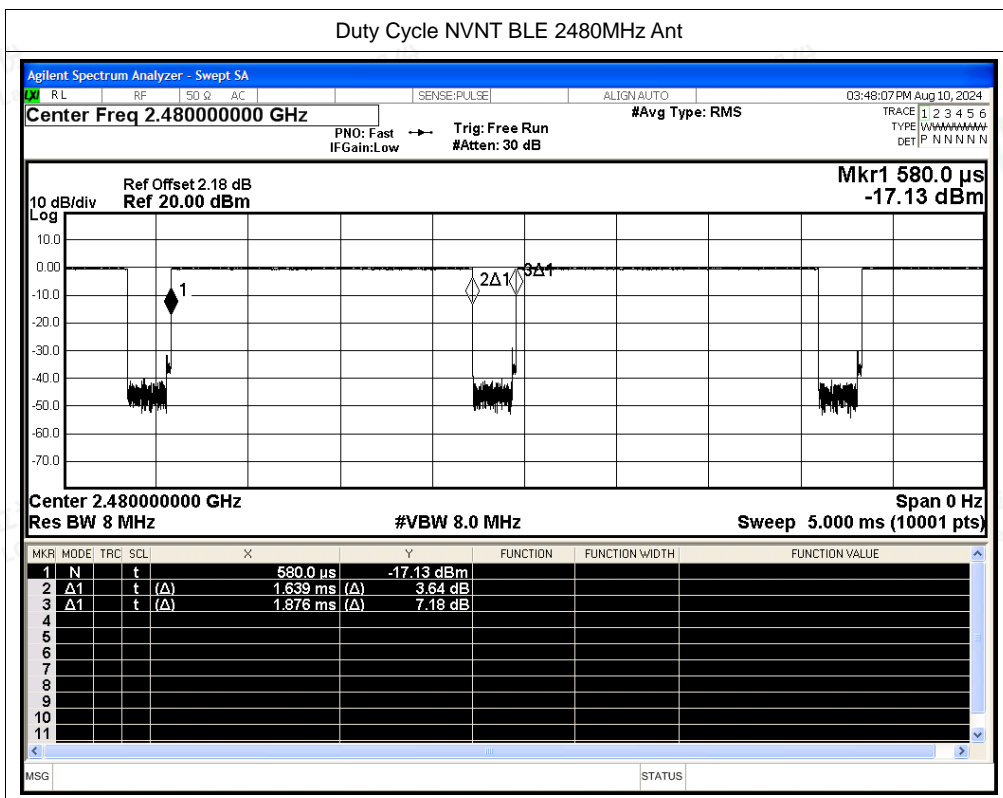 Duty Cycle NVNT BLE 2480MHz Ant
Agilent Spectrum Analyzer - Swept SA
LXI RL RF 50 Ω AC SENSE:PULSE ALIGN AUTO 03:48:07 PM Aug 10, 2024
Center Freq 2.480000000 GHz #Avg Type: RMS TRACE 1 2 3 4 5 6
PNO: Fast Trig: Free Run TYPE
IFGain:Low #Atten: 30 dB DET P N N N N N
Mkr1 580.0 µs
-17.13 dBm
Ref Offset 2.18 dB
10 dB/div Ref 20.00 dBm
Log
10.0
0.00
-10.0
-20.0
-30.0
-40.0
-50.0
-60.0
-70.0
1
2Δ1
3Δ1
Center 2.480000000 GHz Span 0 Hz
Res BW 8 MHz #VBW 8.0 MHz Sweep 5.000 ms (10001 pts)
MKR MODE TRC SCL X Y FUNCTION FUNCTION WIDTH FUNCTION VALUE
1 N t 580.0 µs -17.13 dBm
2 Δ1 t (Δ) 1.639 ms (Δ) 3.64 dB
3 Δ1 t (Δ) 1.876 ms (Δ) 7.18 dB
4
5
6
7
8
9
10
11
MSG STATUS